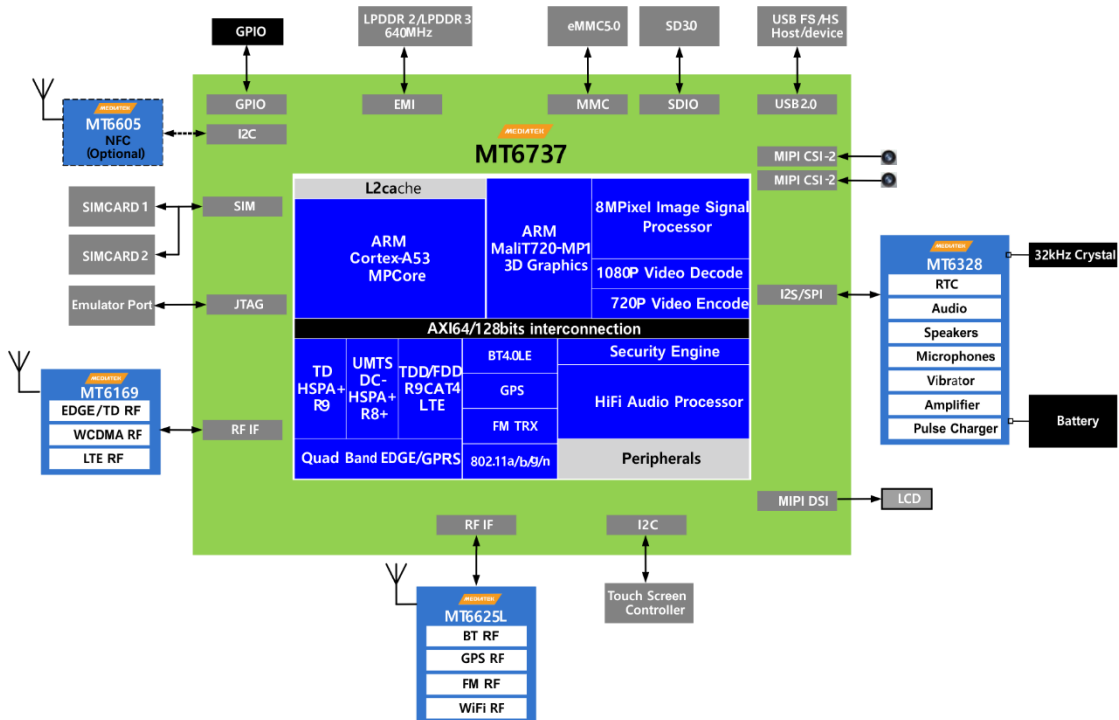 GPIO
LPDDR 2/LPDDR 3
640MHz
eMMC5.0
SD3.0
USB FS/HS
Host/device
GPIO
EMI
MMC
SDIO
USB2.0
MEDIATEK
MT6605
NFC
(Optional)
I2C
MEDIATEK
MT6737
MIPI CSI-2
MIPI CSI-2
SIMCARD 1
SIMCARD 2
SIM
Emulator Port
JTAG
L2cache
ARM
Cortex-A53
MPCore
ARM
MaliT720-MP1
3D Graphics
8MPixel Image Signal
Processor
1080P Video Decode
720P Video Encode
AXI64/128bits interconnection
TD
HSPA+
R9
UMTS
DC-
HSPA+
R8+
TDD/FDD
R9CAT4
LTE
Quad Band EDGE/GPRS
BT4.0LE
GPS
FM TRX
802.11a/b/g/n
Security Engine
HiFi Audio Processor
Peripherals
I2S/SPI
MEDIATEK
MT6328
RTC
Audio
Speakers
Microphones
Vibrator
Amplifier
Pulse Charger
32kHz Crystal
Battery
MEDIATEK
MT6169
EDGE/TD RF
WCDMA RF
LTE RF
RF IF
MIPI DSI
LCD
RF IF
I2C
MEDIATEK
MT6625L
BT RF
GPS RF
FM RF
WiFi RF
Touch Screen
Controller